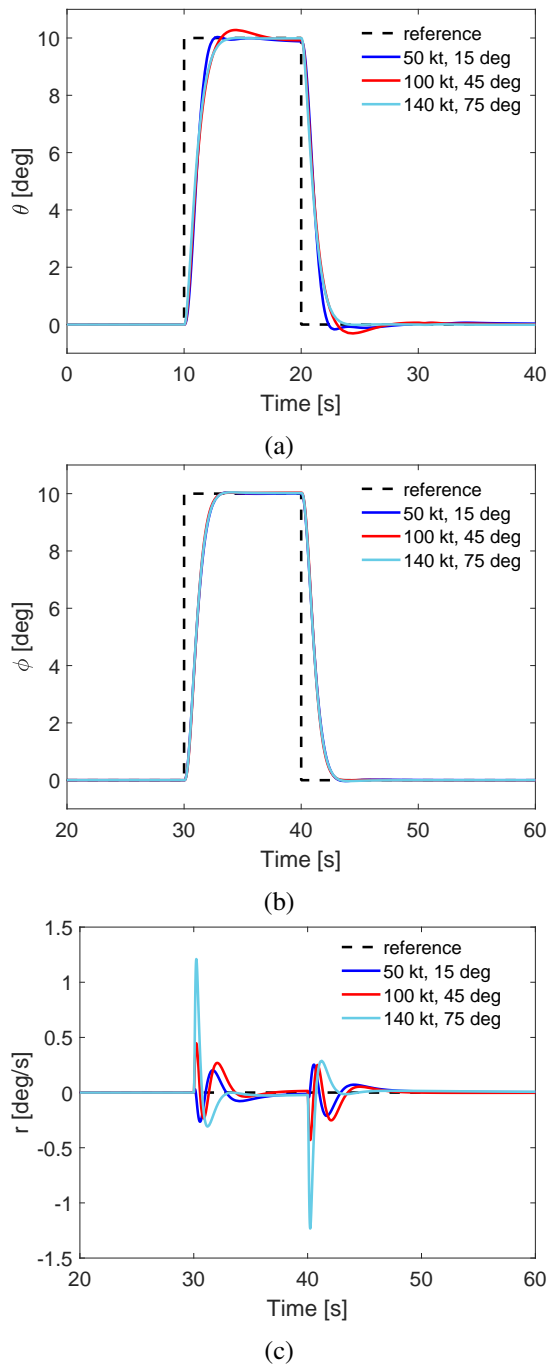 10
8
6
4
2
0
θ [deg]
reference
50 kt, 15 deg
100 kt, 45 deg
140 kt, 75 deg
0 10 20 30 40
Time [s]
(a)
10
8
6
4
2
0
ϕ [deg]
reference
50 kt, 15 deg
100 kt, 45 deg
140 kt, 75 deg
20 30 40 50 60
Time [s]
(b)
1.5
1
0.5
0
-0.5
-1
-1.5
r [deg/s]
reference
50 kt, 15 deg
100 kt, 45 deg
140 kt, 75 deg
20 30 40 50 60
Time [s]
(c)